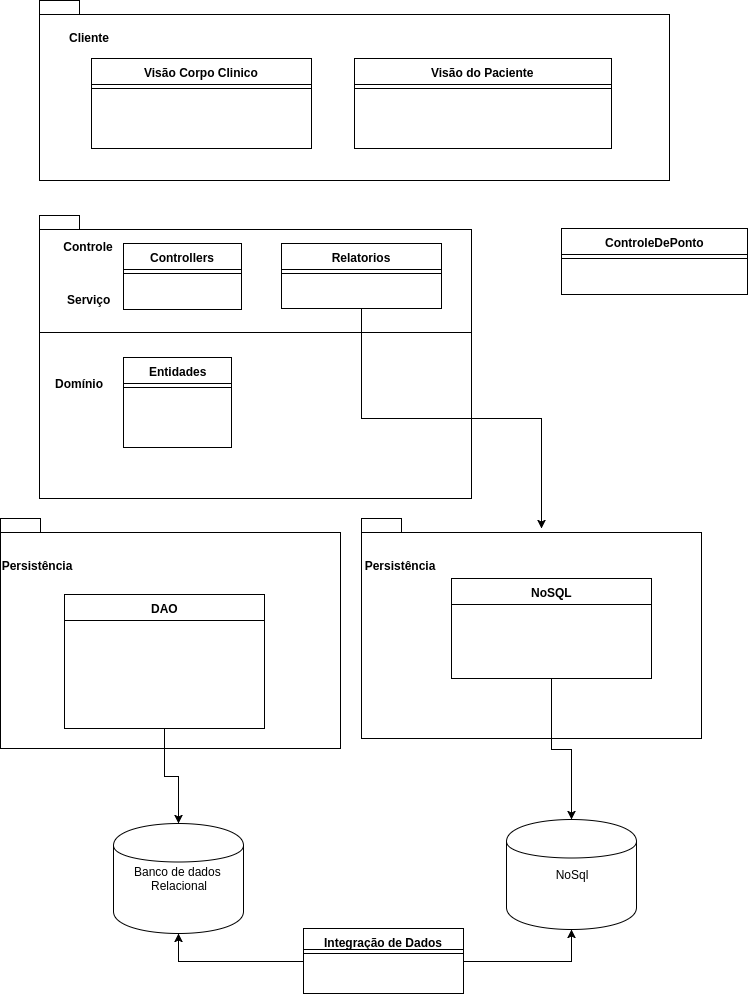 Cliente
Visão Corpo Clinico
Visão do Paciente
Controle
Controllers
Relatorios
ControleDePonto
Serviço
Domínio
Entidades
Persistência
DAO
Persistência
NoSQL
Banco de dados
Relacional
NoSql
Integração de Dados